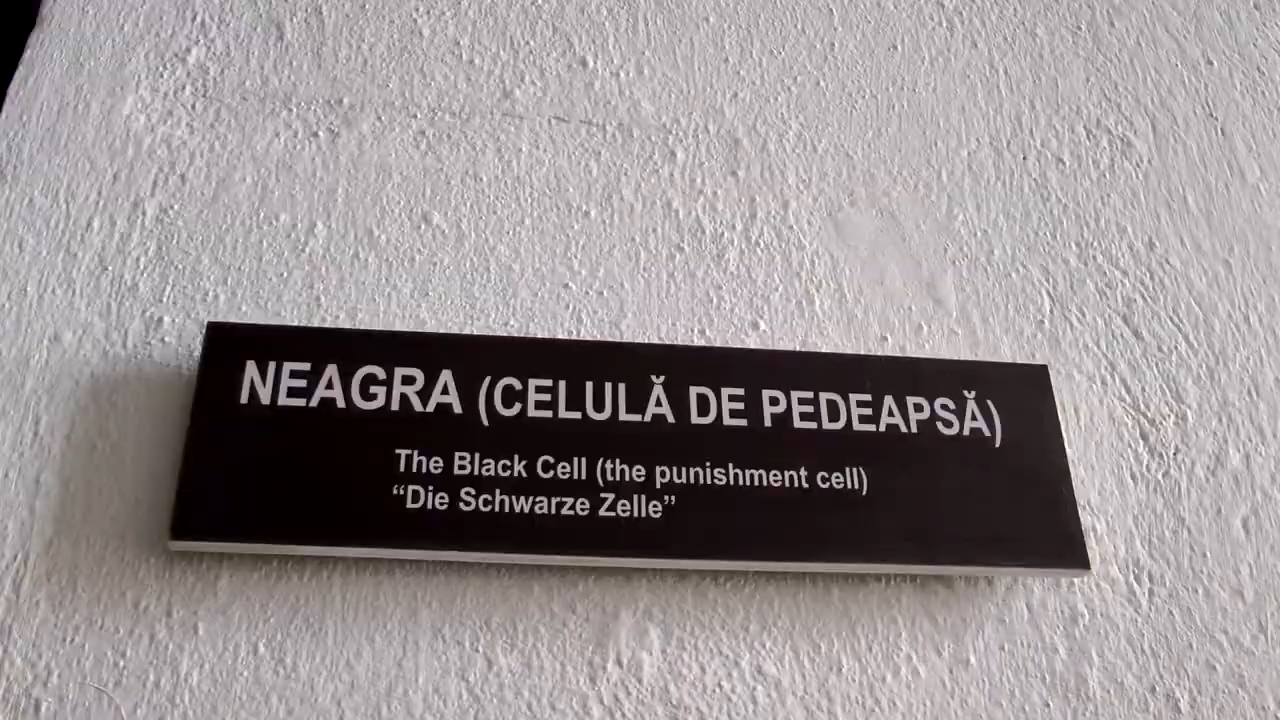 NEAGRA (CELULĂ DE PEDEAPSĂ)
The Black Cell (the punishment cell)
“Die Schwarze Zelle”